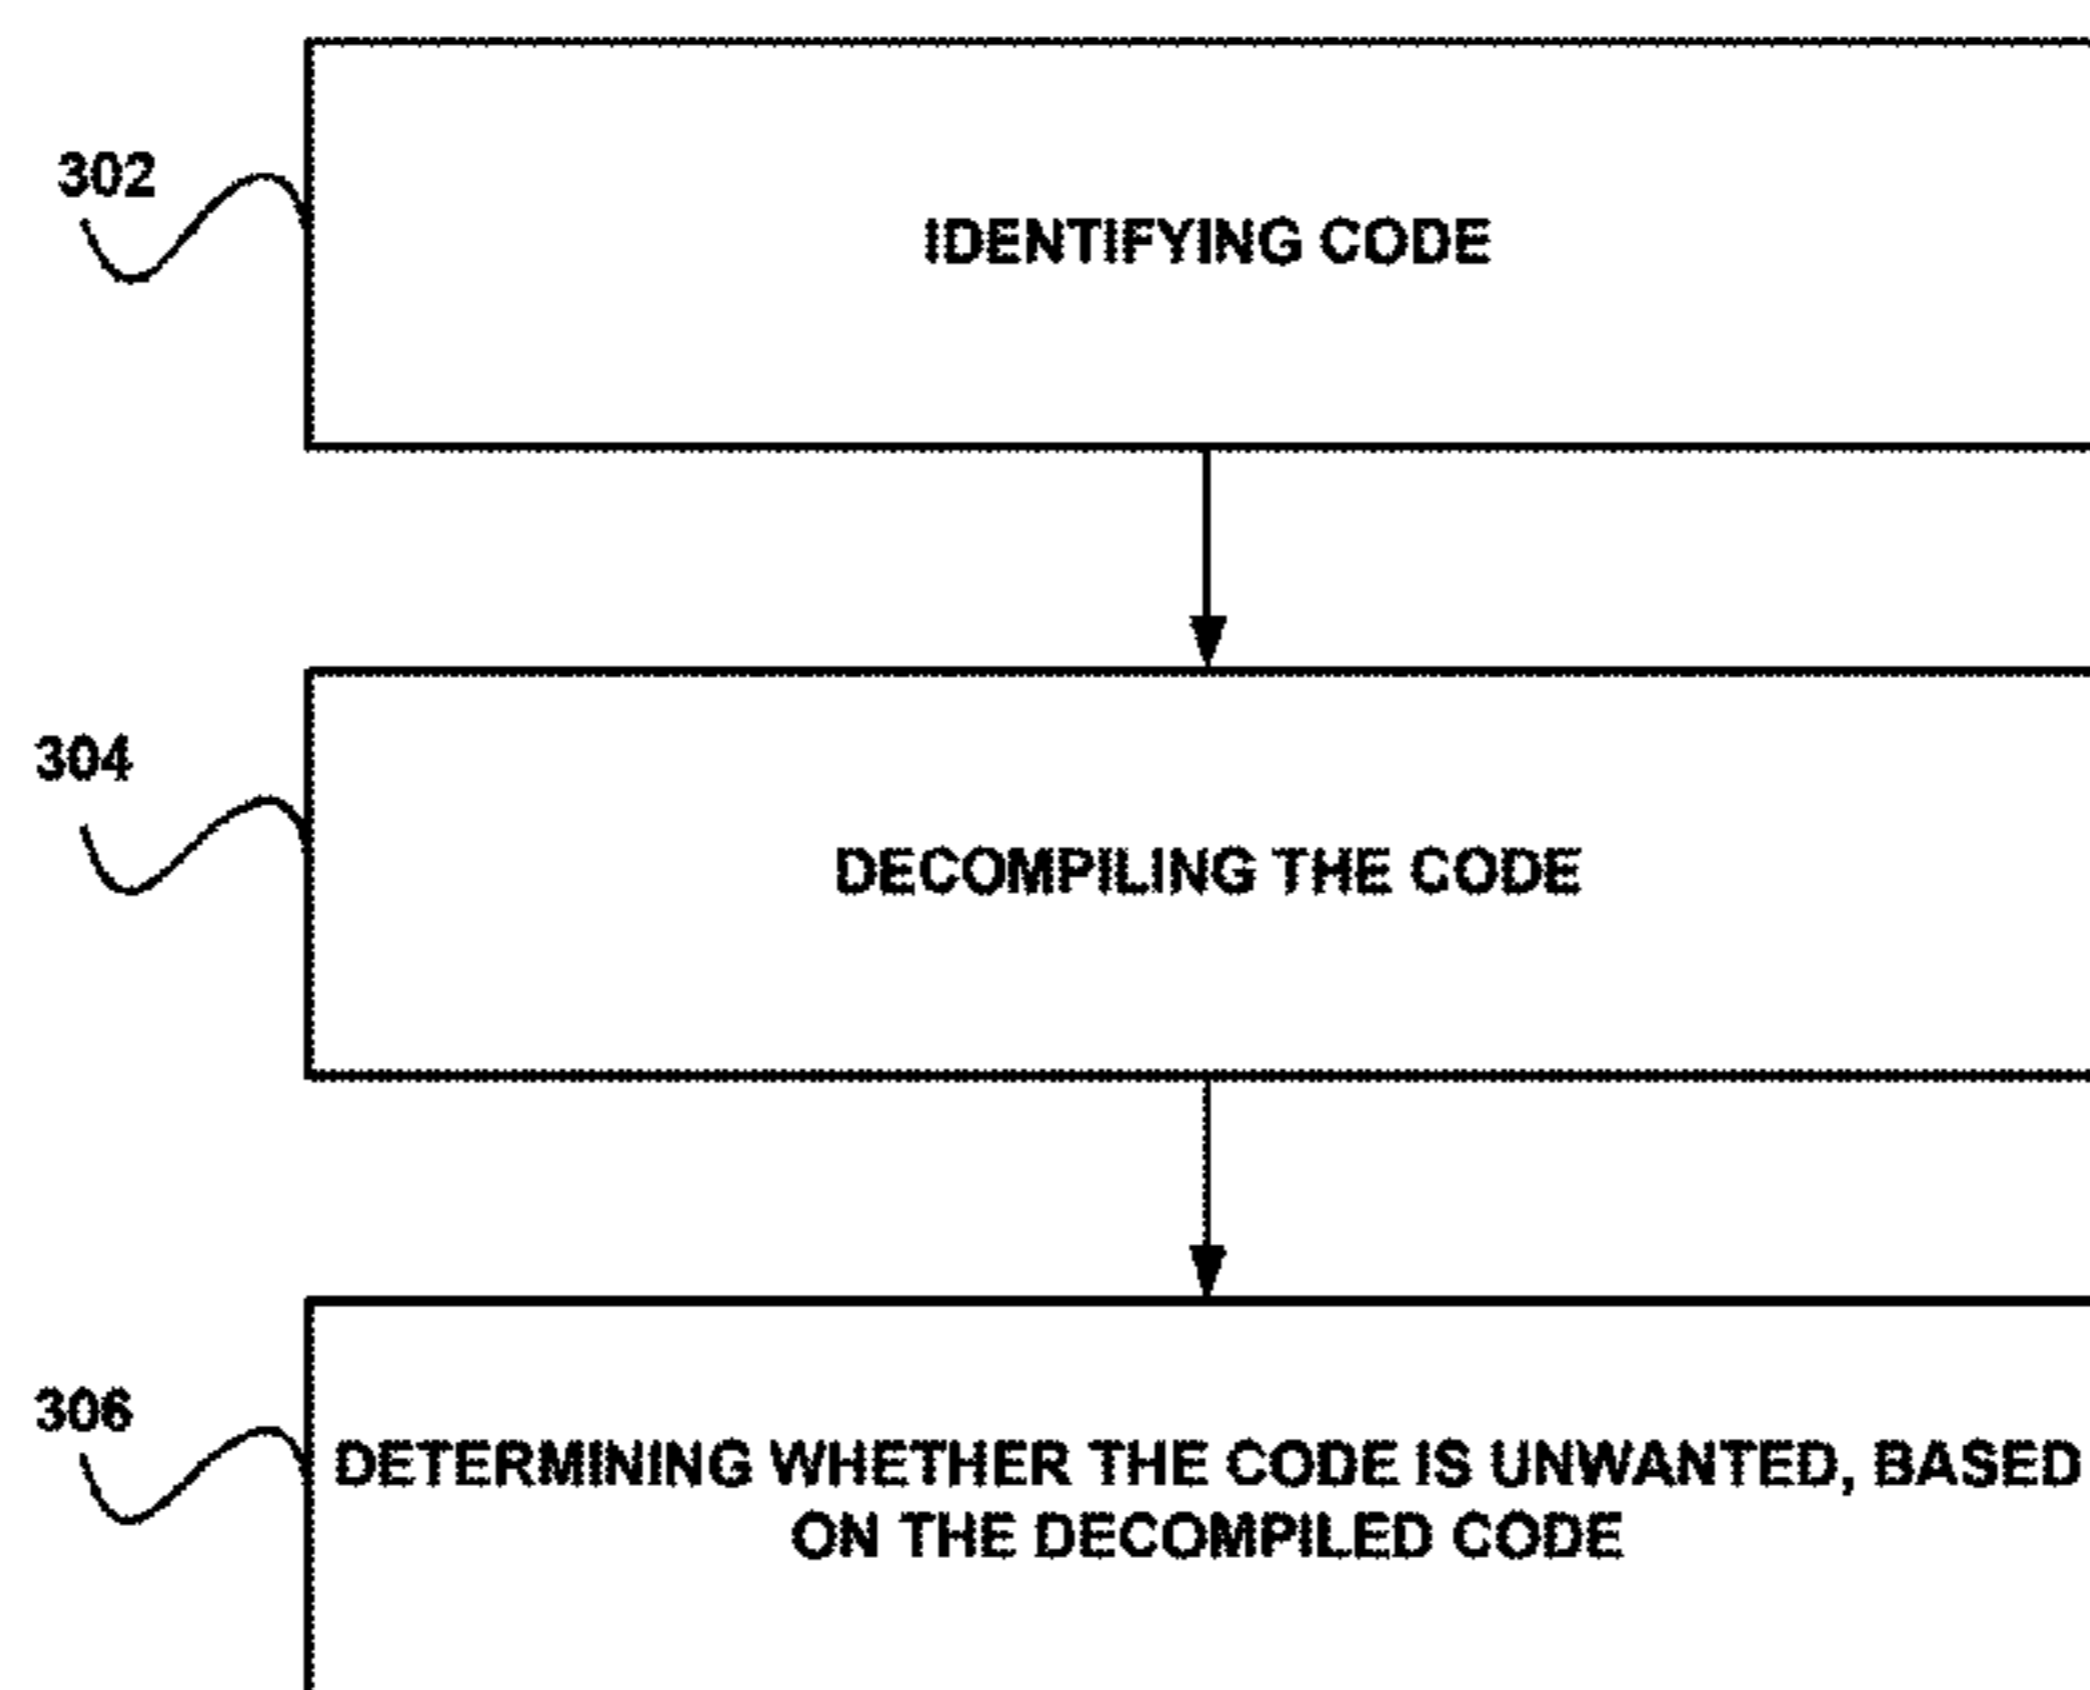 302
IDENTIFYING CODE
304
DECOMPILING THE CODE
306
DETERMINING WHETHER THE CODE IS UNWANTED, BASED
ON THE DECOMPILED CODE